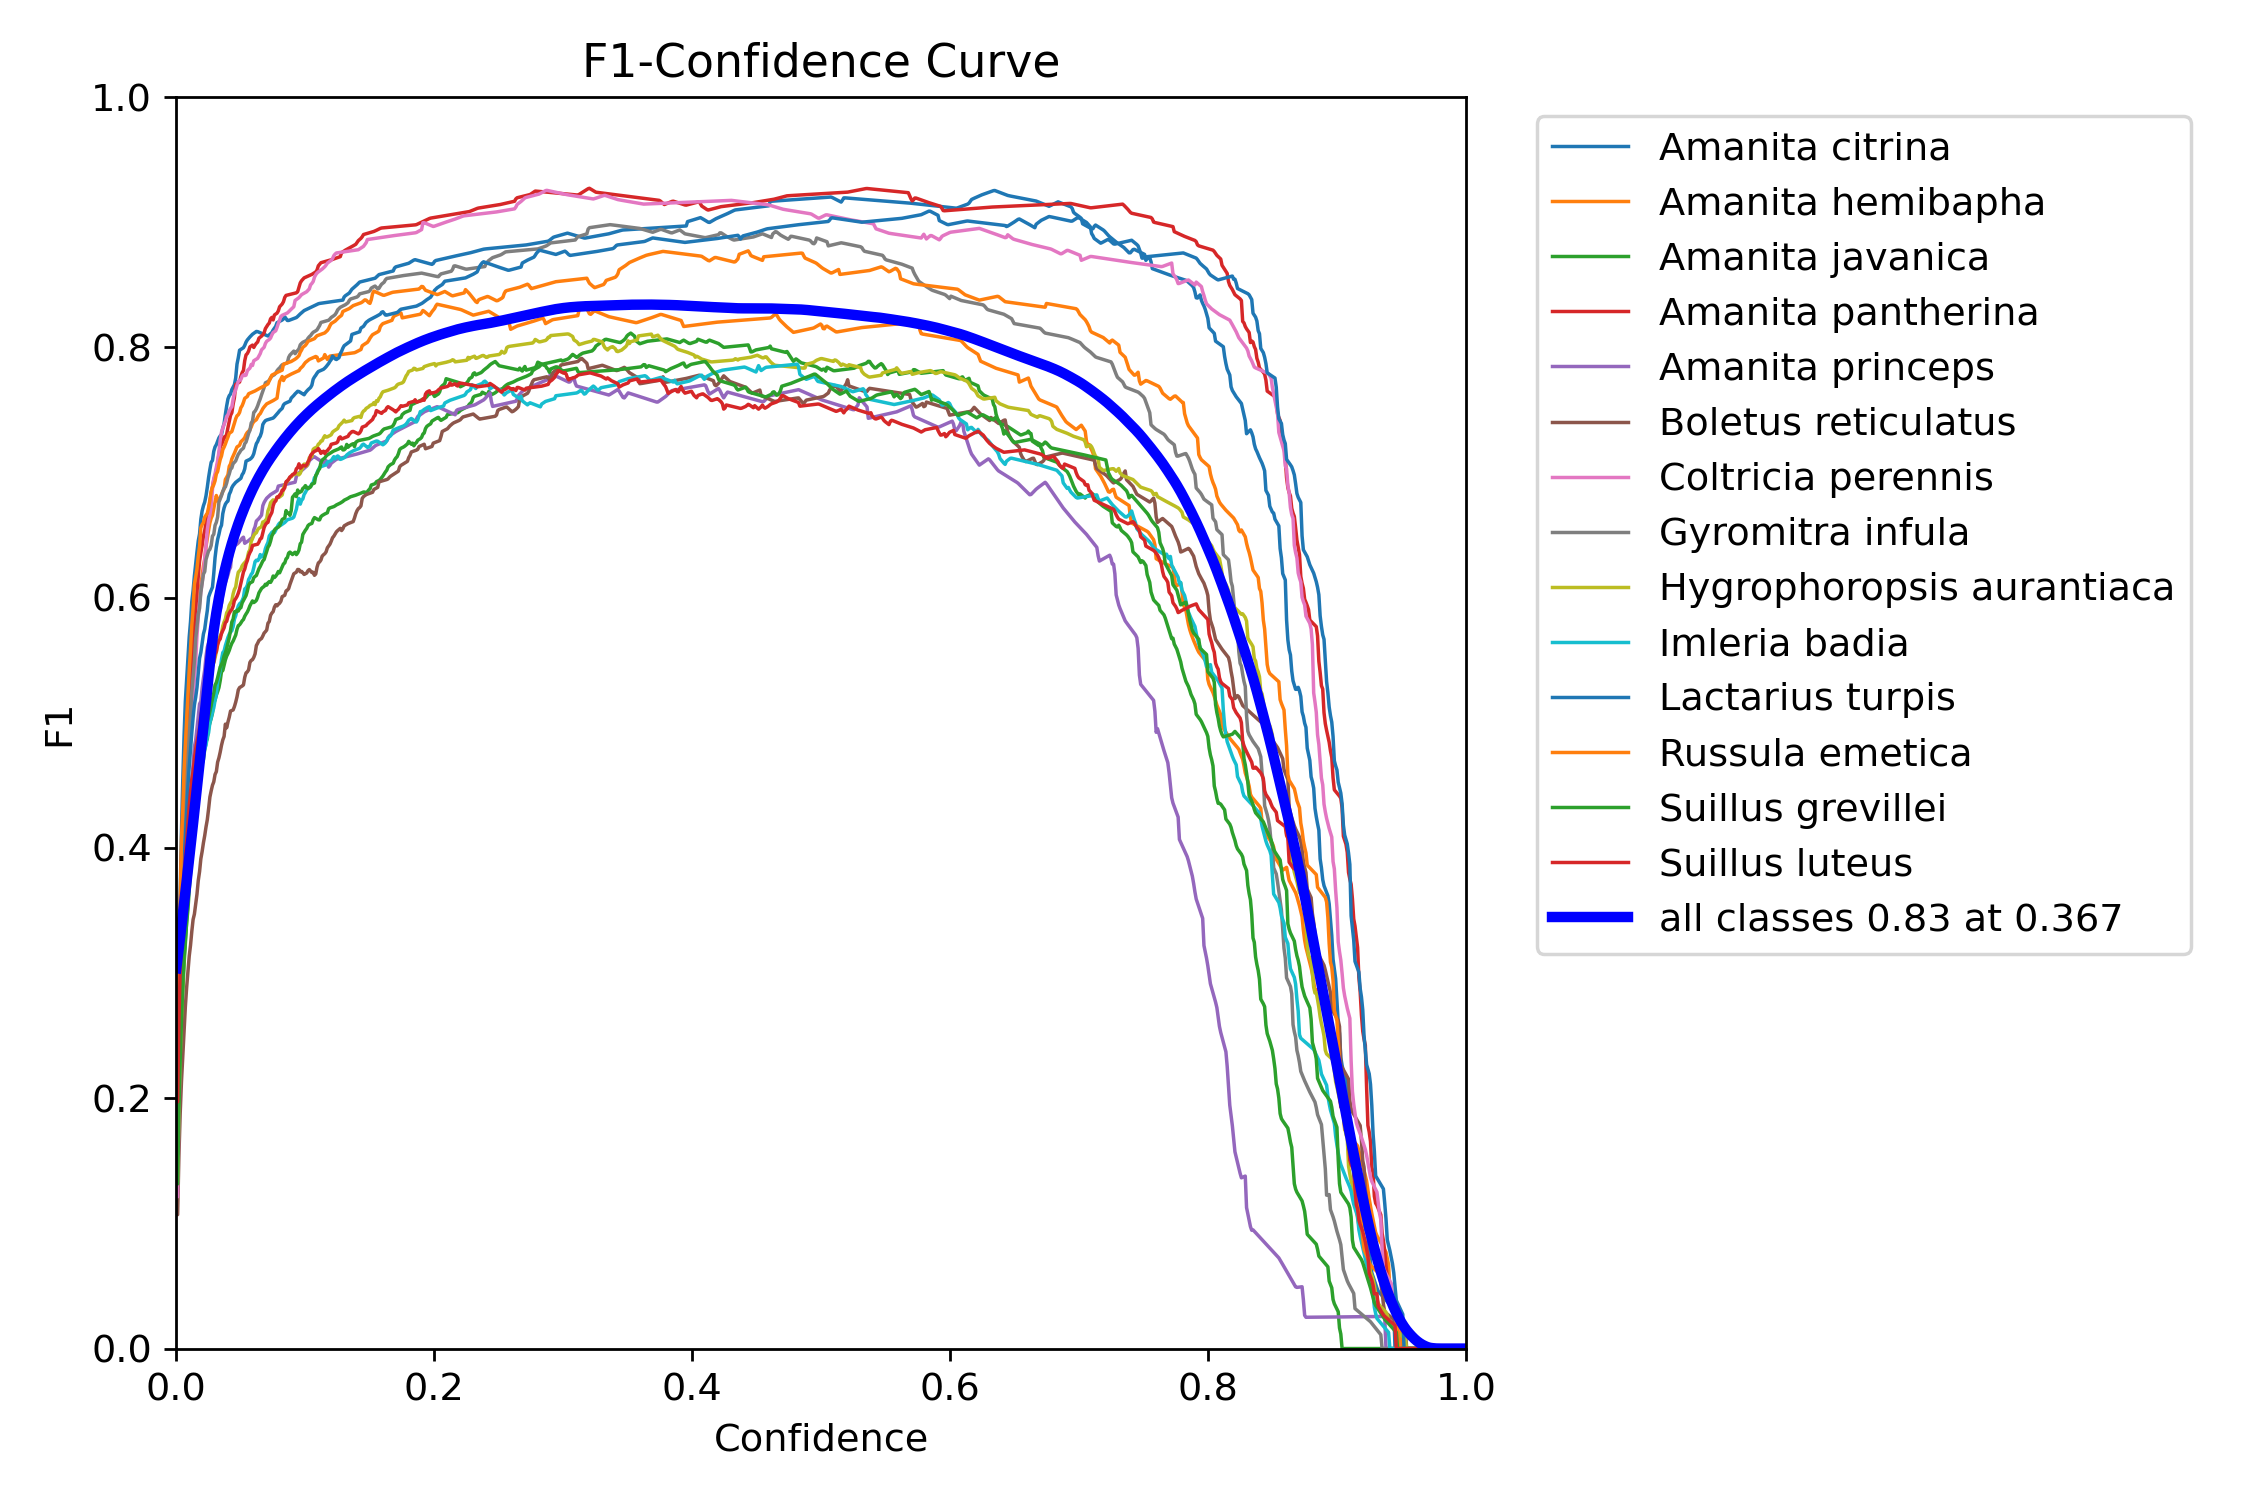 F1-Confidence Curve
1.0
0.8
0.6
0.4
0.2
0.0
F1
0.0 0.2 0.4 0.6 0.8 1.0
Confidence
Amanita citrina
Amanita hemibapha
Amanita javanica
Amanita pantherina
Amanita princeps
Boletus reticulatus
Coltricia perennis
Gyromitra infula
Hygrophoropsis aurantiaca
Imleria badia
Lactarius turpis
Russula emetica
Suillus grevillei
Suillus luteus
all classes 0.83 at 0.367